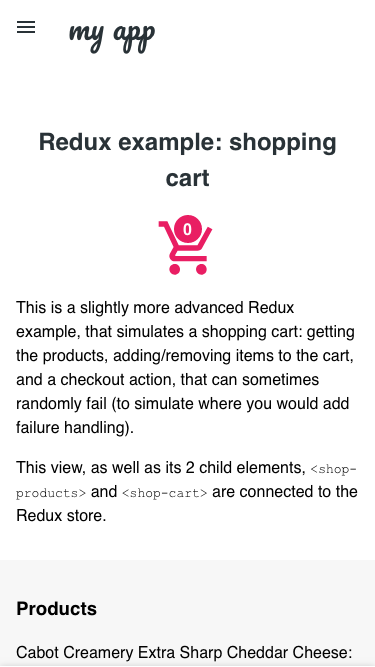 my app
Redux example: shopping
cart
0
This is a slightly more advanced Redux
example, that simulates a shopping cart: getting
the products, adding/removing items to the cart,
and a checkout action, that can sometimes
randomly fail (to simulate where you would add
failure handling).
This view, as well as its 2 child elements, <shop-
products> and <shop-cart> are connected to the
Redux store.
Products
Cabot Creamery Extra Sharp Cheddar Cheese: